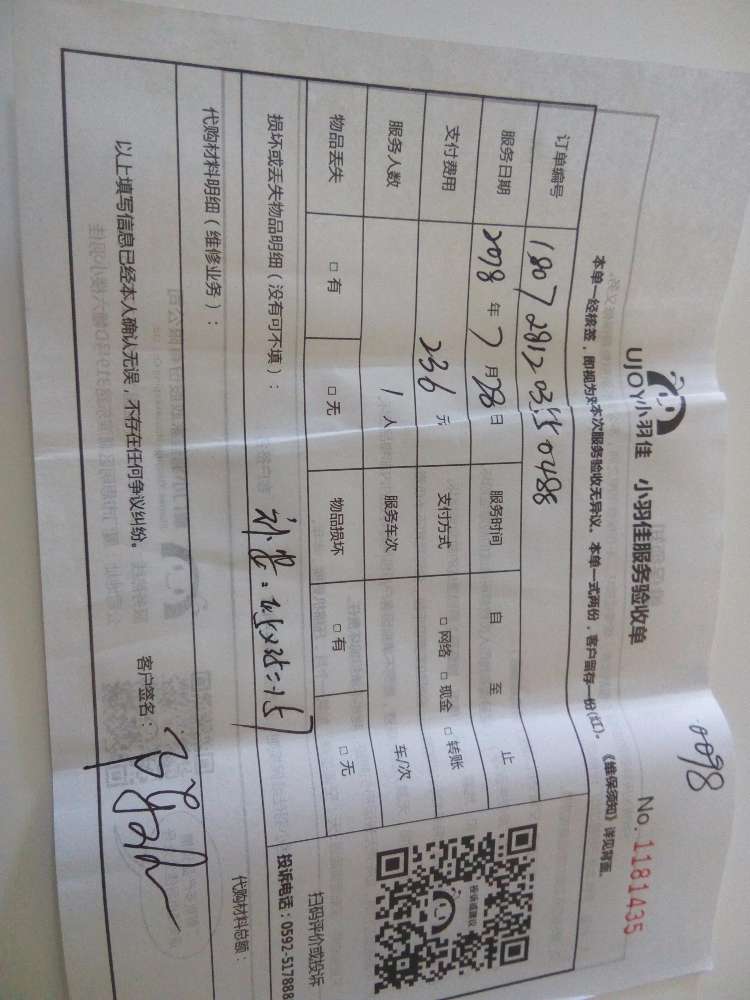 0098
UJOY小羽佳 小羽佳服务验收单 No.1181435
本单一经核签，即视为对本次服务验收无异议。本单一式两份，客户留存一份(红)。《维保须知》详见背面。
订单编号 1807281203550488
服务日期 2018 年 7 月 28 日 服务时间 自 至 止
支付费用 236 元 支付方式 □ 网络 □ 现金 □ 转账
服务人数 1 人 服务车次 车/次
物品丢失 □ 有 □ 无 物品损坏 □ 有 □ 无
投诉或建议
扫码评价或投诉
投诉电话：0592-517888
损坏或丢失物品明细（没有可不填）：
代购材料明细（维修业务）： 代购材料总额：
以上填写信息已经本人确认无误，不存在任何争议纠纷。 客户签名：